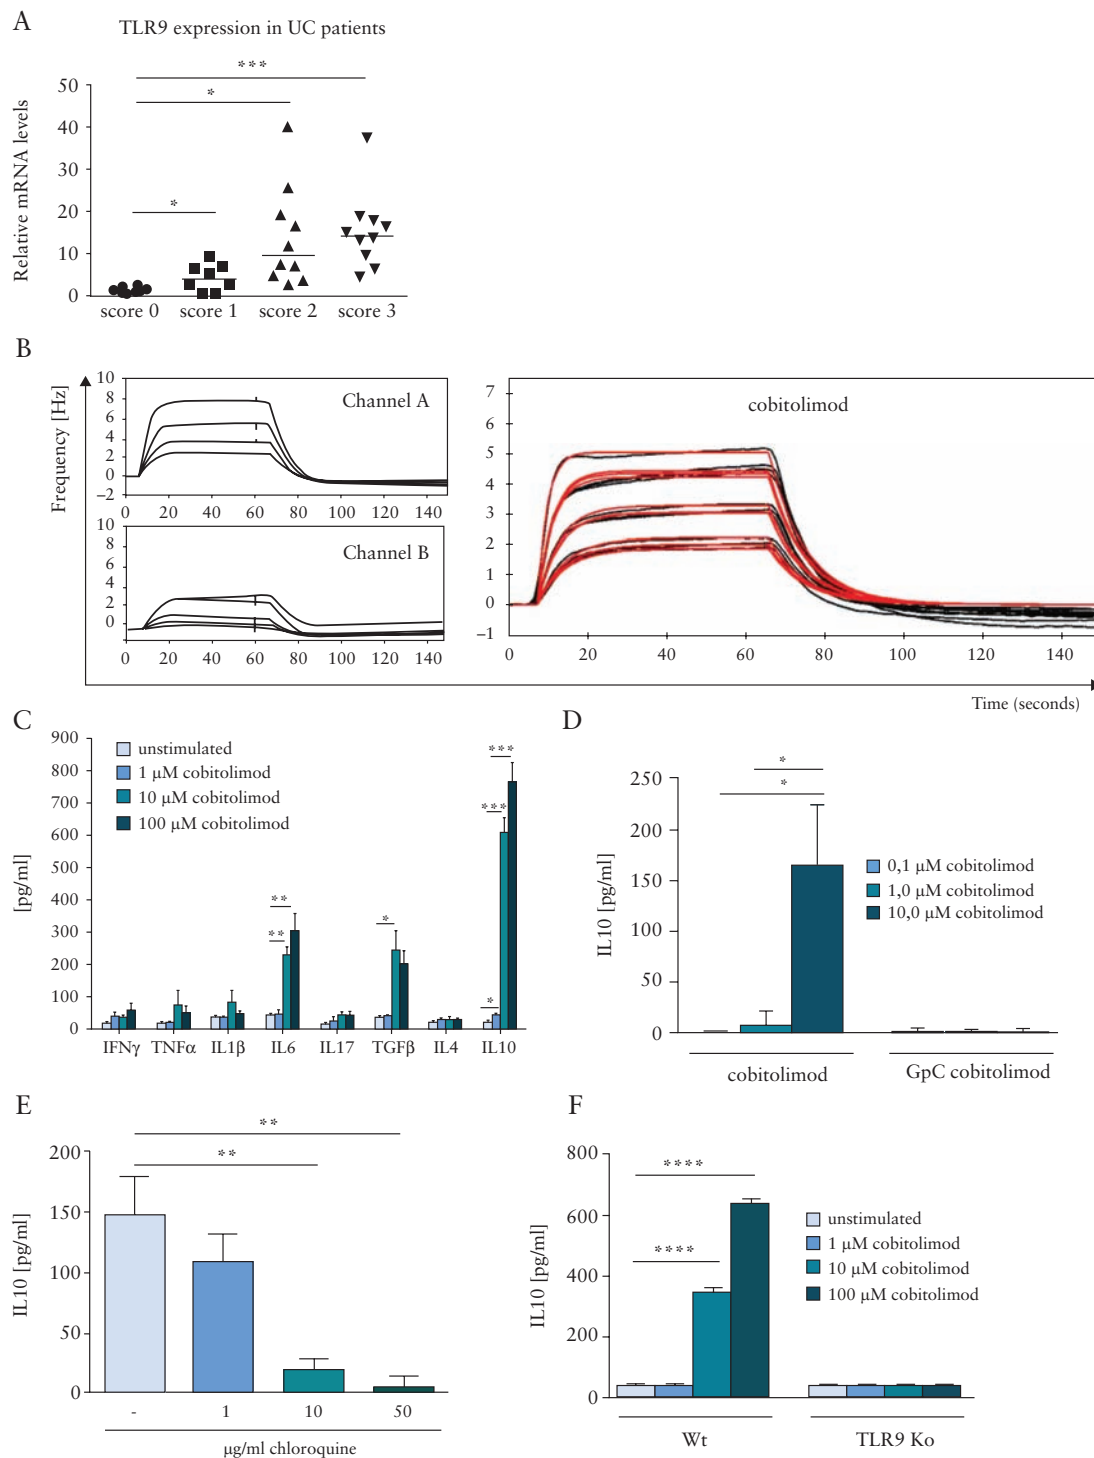 A
TLR9 expression in UC patients
***
*
*
Relative mRNA levels
50
40
30
20
10
0
score 0 score 1 score 2 score 3
B
Frequency [Hz]
10
8
6
4
2
0
−2
Channel A
0 20 40 60 80 100 120 140
10
8
6
4
2
0
Channel B
0 20 40 60 80 100 120 140
7
6
5
4
3
2
1
0
−1
cobitolimod
0 20 40 60 80 100 120 140
Time (seconds)
C
[pg/ml]
900
800
700
600
500
400
300
200
100
0
unstimulated
1 µM cobitolimod
10 µM cobitolimod
100 µM cobitolimod
**
**
*
*
***
***
IFNγ TNFα IL1β IL6 IL17 TGFβ IL4 IL10
D
IL10 [pg/ml]
250
200
150
100
50
0
*
*
0,1 µM cobitolimod
1,0 µM cobitolimod
10,0 µM cobitolimod
cobitolimod GpC cobitolimod
E
IL10 [pg/ml]
200
150
100
50
0
**
**
- 1 10 50
µg/ml chloroquine
F
IL10 [pg/ml]
800
600
400
200
0
****
****
unstimulated
1 µM cobitolimod
10 µM cobitolimod
100 µM cobitolimod
Wt TLR9 Ko